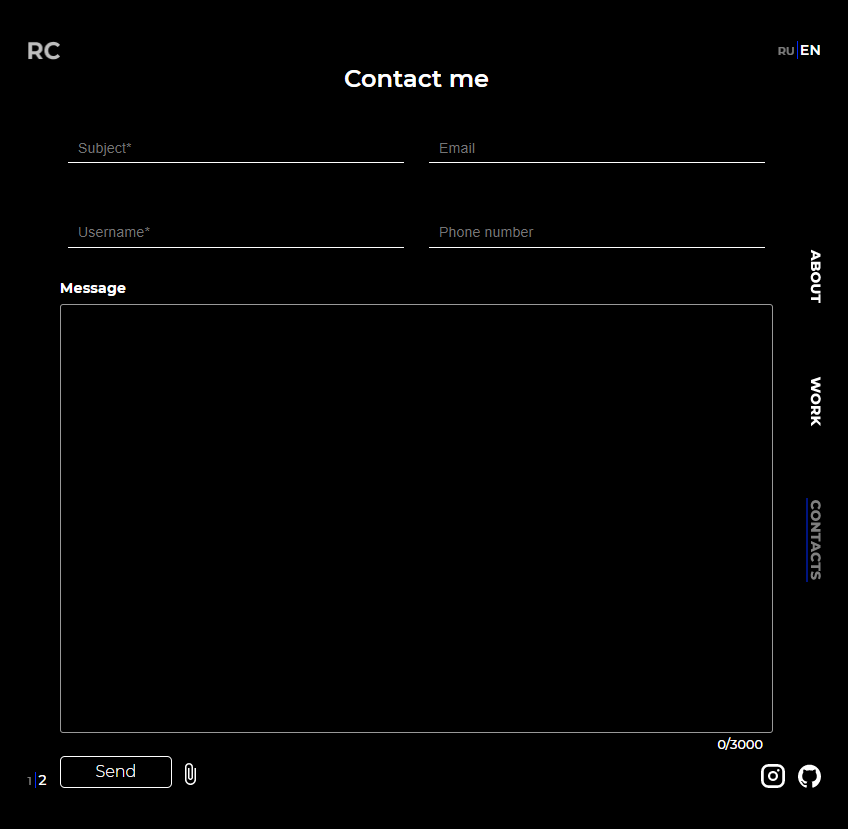 RC
RU|EN
Contact me
Subject*
Email
Username*
Phone number
ABOUT
Message
WORK
CONTACTS
0/3000
Send
1|2